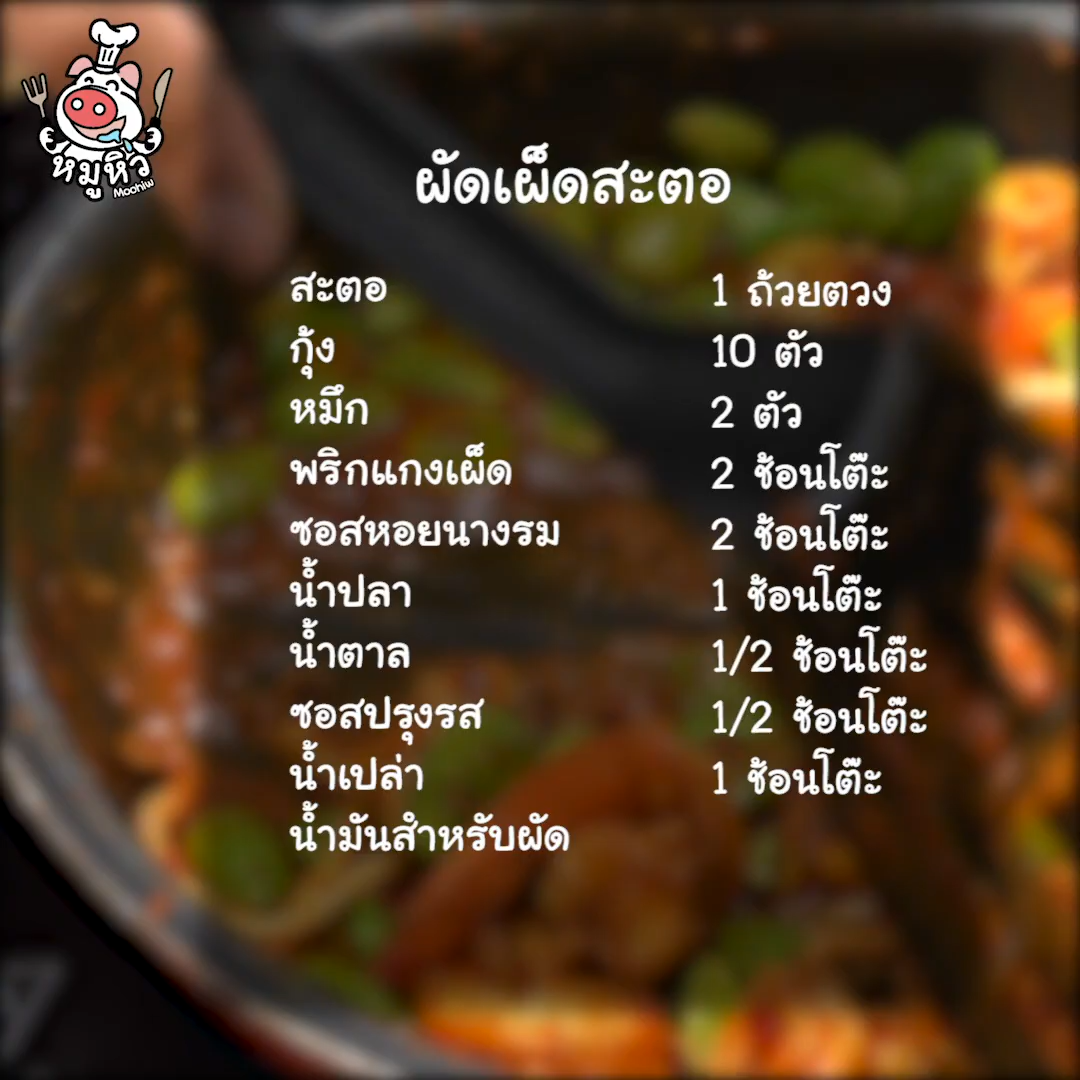 หมูหิว
Moohiw
ผัดเผ็ดสะตอ
สะตอ 1 ถ้วยตวง
กุ้ง 10 ตัว
หมึก 2 ตัว
พริกแกงเผ็ด 2 ช้อนโต๊ะ
ซอสหอยนางรม 2 ช้อนโต๊ะ
น้ำปลา 1 ช้อนโต๊ะ
น้ำตาล 1/2 ช้อนโต๊ะ
ซอสปรุงรส 1/2 ช้อนโต๊ะ
น้ำเปล่า 1 ช้อนโต๊ะ
น้ำมันสำหรับผัด